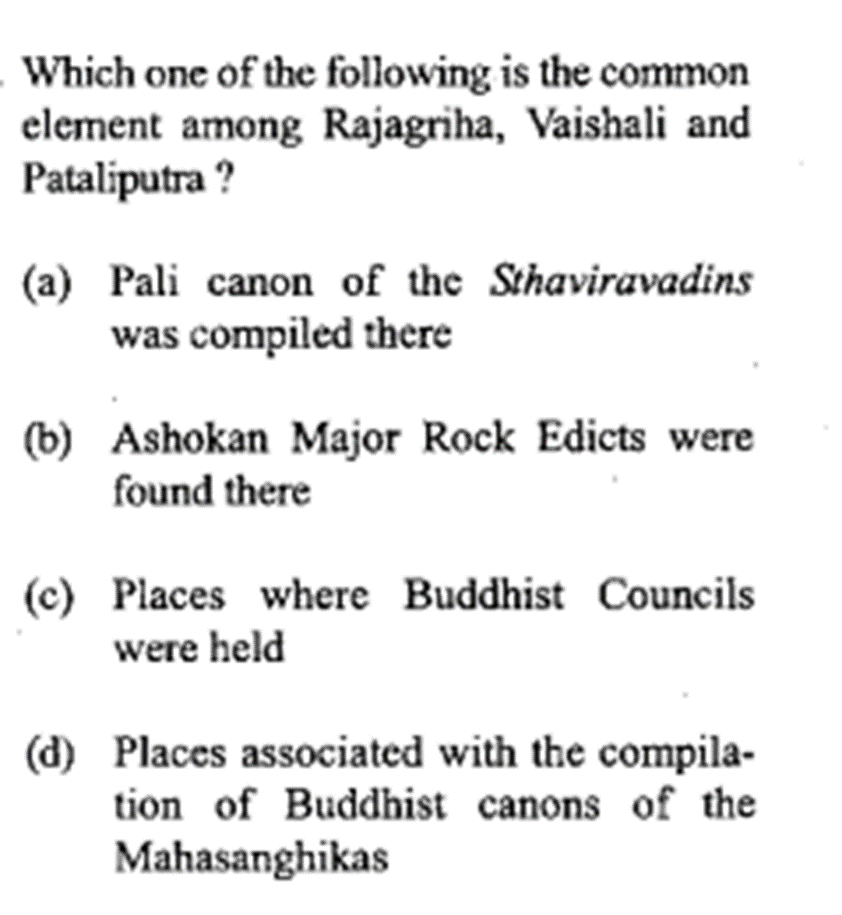 Which one of the following is the common
element among Rajagriha, Vaishali and
Pataliputra ?
(a) Pali canon of the Sthaviravadins
was compiled there
(b) Ashokan Major Rock Edicts were
found there
(c) Places where Buddhist Councils
were held
(d) Places associated with the compila-
tion of Buddhist canons of the
Mahasanghikas